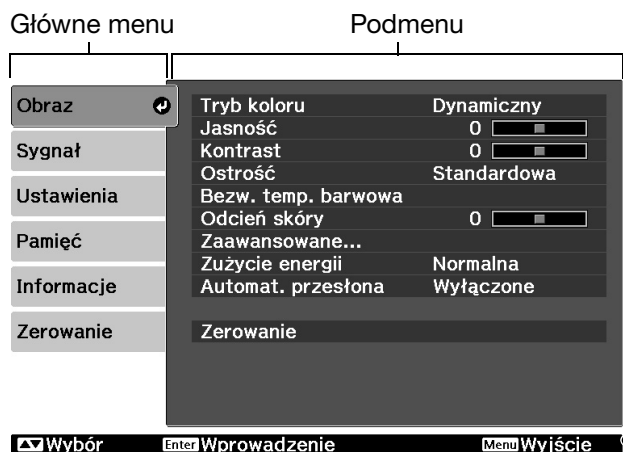 Główne menu
Podmenu
Obraz
Sygnał
Ustawienia
Pamięć
Informacje
Zerowanie
Tryb koloru Dynamiczny
Jasność 0
Kontrast 0
Ostrość Standardowa
Bezw. temp. barwowa
Odcień skóry 0
Zaawansowane...
Zużycie energii Normalna
Automat. przesłona Wyłączone
Zerowanie
Wybór Enter Wprowadzenie Menu Wyjście